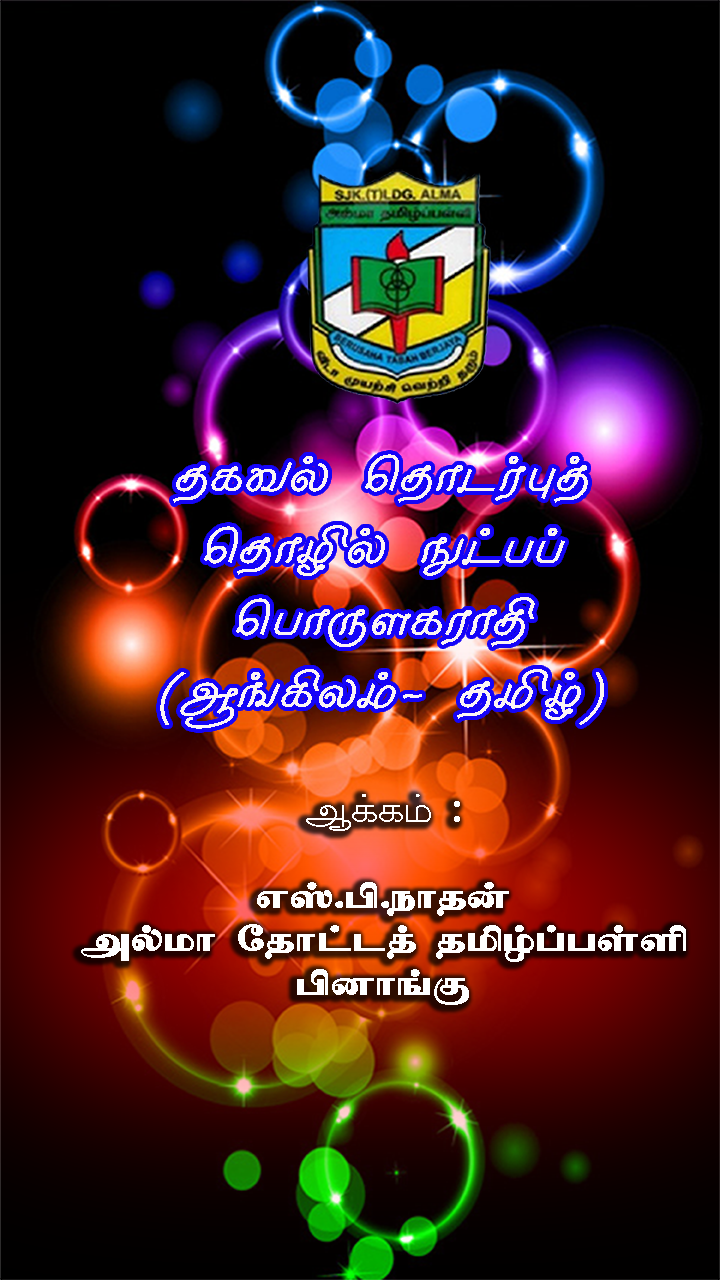 SJK.(T)LDG. ALMA
அல்மா தமிழ்ப்பள்ளி
BERUSAHA TABAH BERJAYA
விடா முயற்சி வெற்றி தரும்
தகவல் தொடர்புத்
தொழில் நுட்பப்
பொருளகராதி
(ஆங்கிலம்- தமிழ்)
ஆக்கம் :
எஸ்.பி.நாதன்
அல்மா தோட்டத் தமிழ்ப்பள்ளி
பினாங்கு